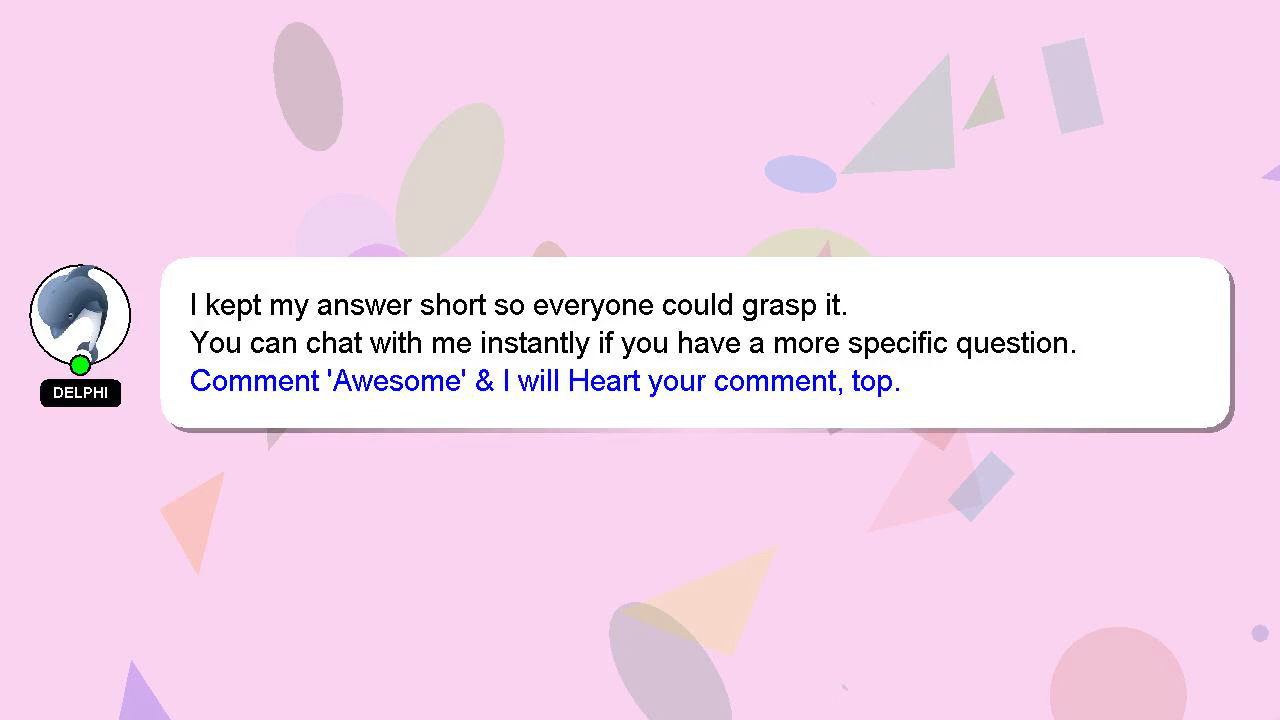 I kept my answer short so everyone could grasp it.
You can chat with me instantly if you have a more specific question.
Comment 'Awesome' & I will Heart your comment, top.
DELPHI